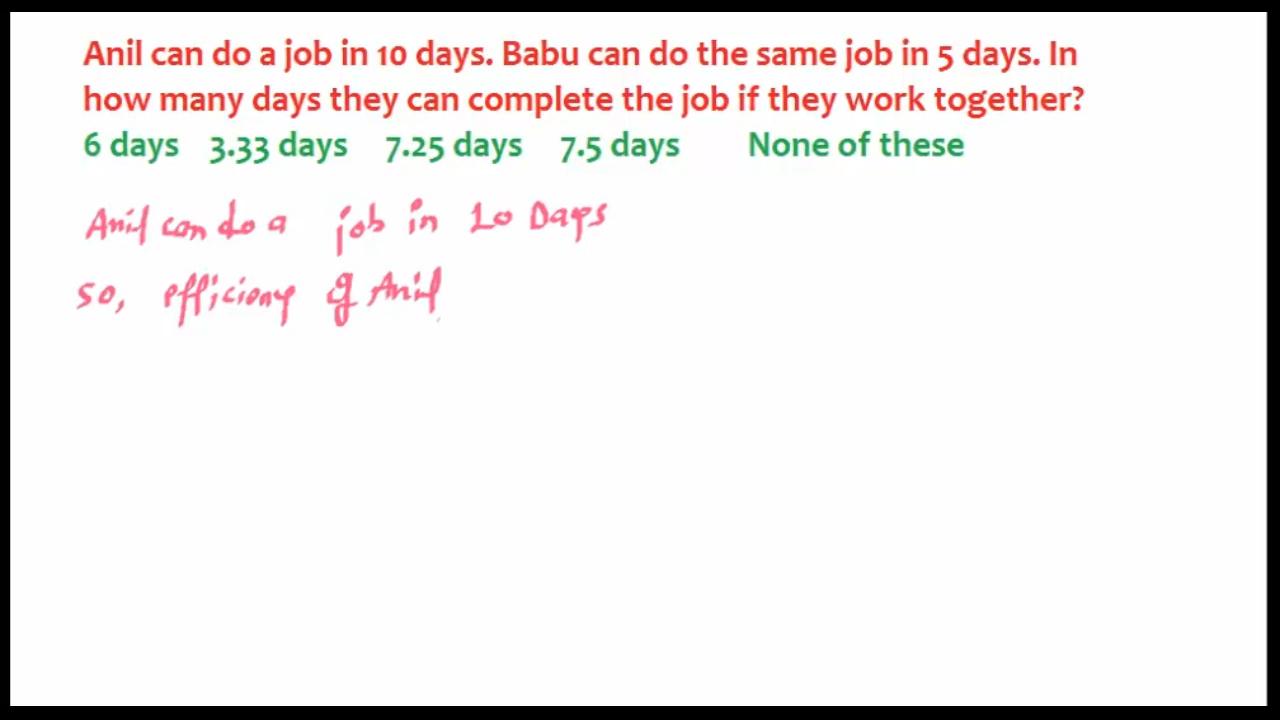 Anil can do a job in 10 days. Babu can do the same job in 5 days. In
how many days they can complete the job if they work together?
6 days 3.33 days 7.25 days 7.5 days None of these
Anil can do a job in 10 Days
so, efficiency of Anil